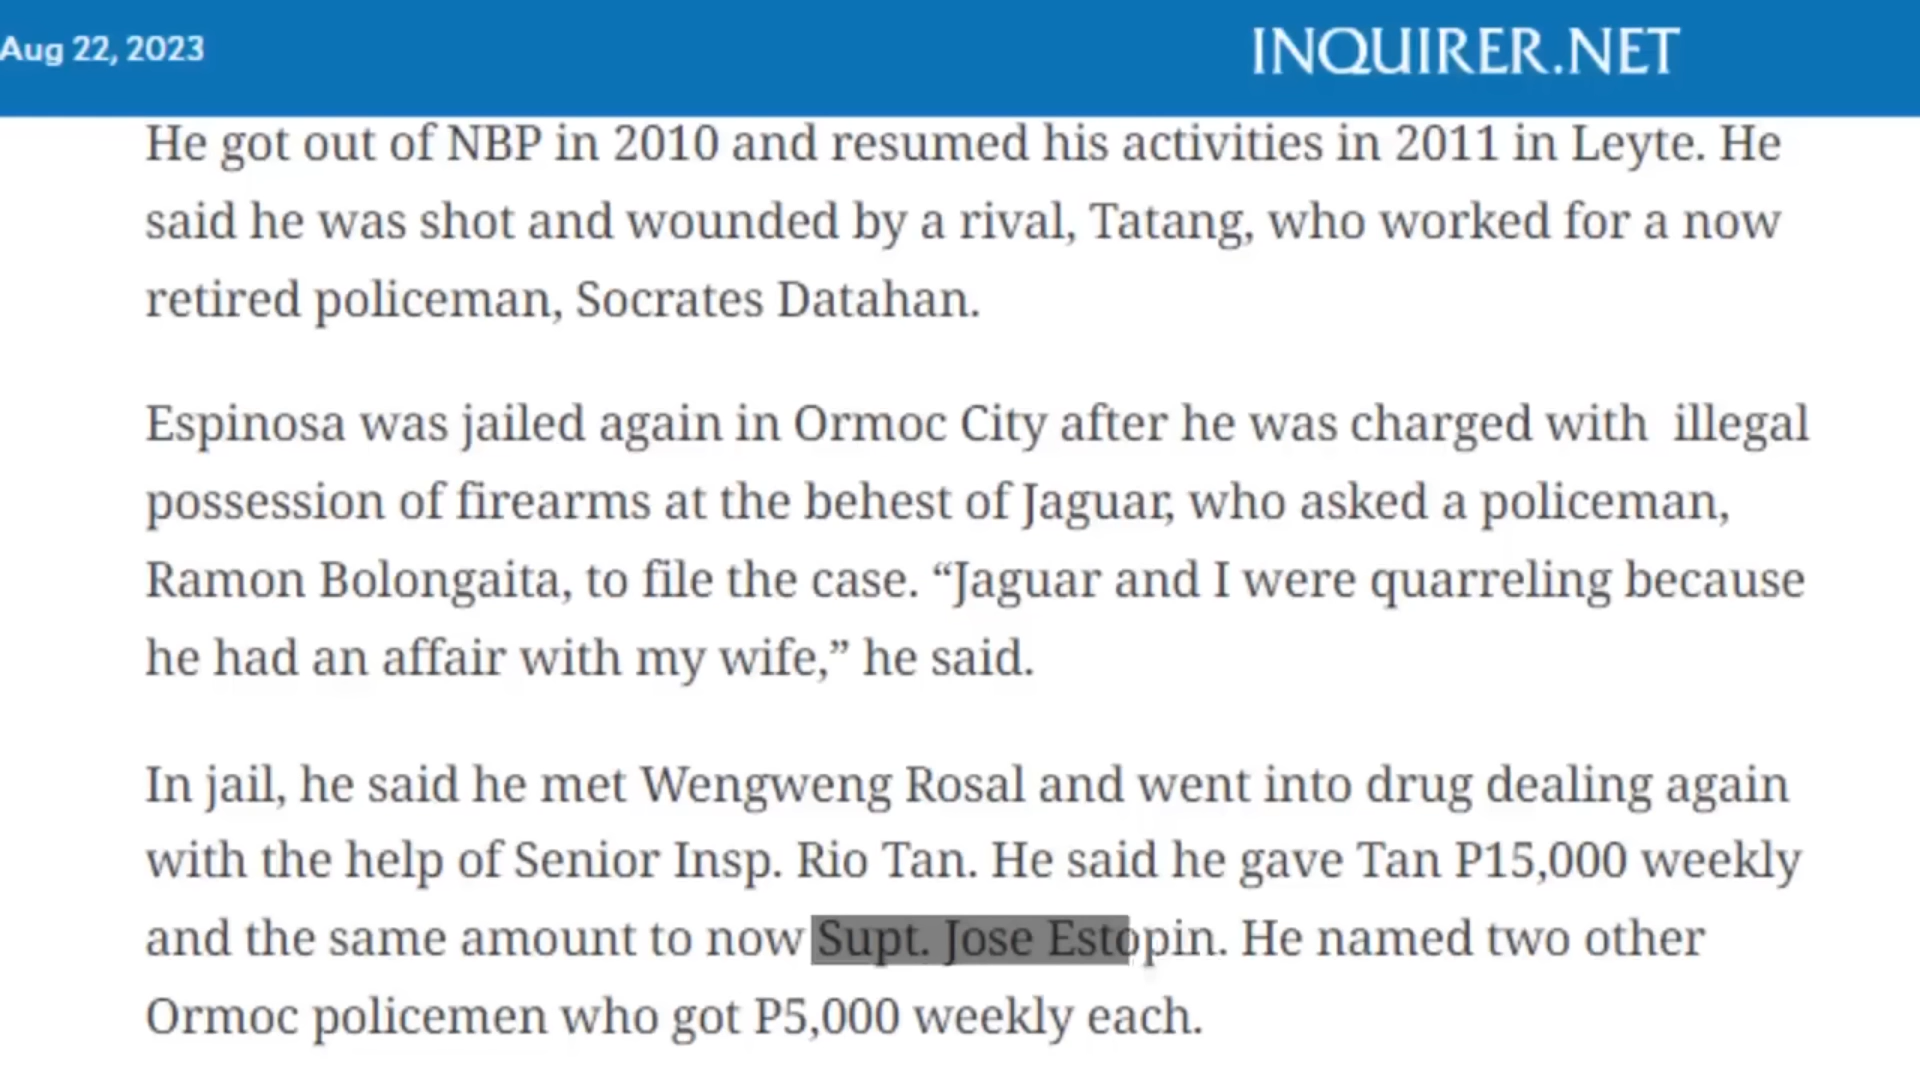 Aug 22, 2023
INQUIRER.NET
He got out of NBP in 2010 and resumed his activities in 2011 in Leyte. He
said he was shot and wounded by a rival, Tatang, who worked for a now
retired policeman, Socrates Datahan.
Espinosa was jailed again in Ormoc City after he was charged with  illegal
possession of firearms at the behest of Jaguar, who asked a policeman,
Ramon Bolongaita, to file the case. “Jaguar and I were quarreling because
he had an affair with my wife,” he said.
In jail, he said he met Wengweng Rosal and went into drug dealing again
with the help of Senior Insp. Rio Tan. He said he gave Tan P15,000 weekly
and the same amount to now Supt. Jose Estopin. He named two other
Ormoc policemen who got P5,000 weekly each.